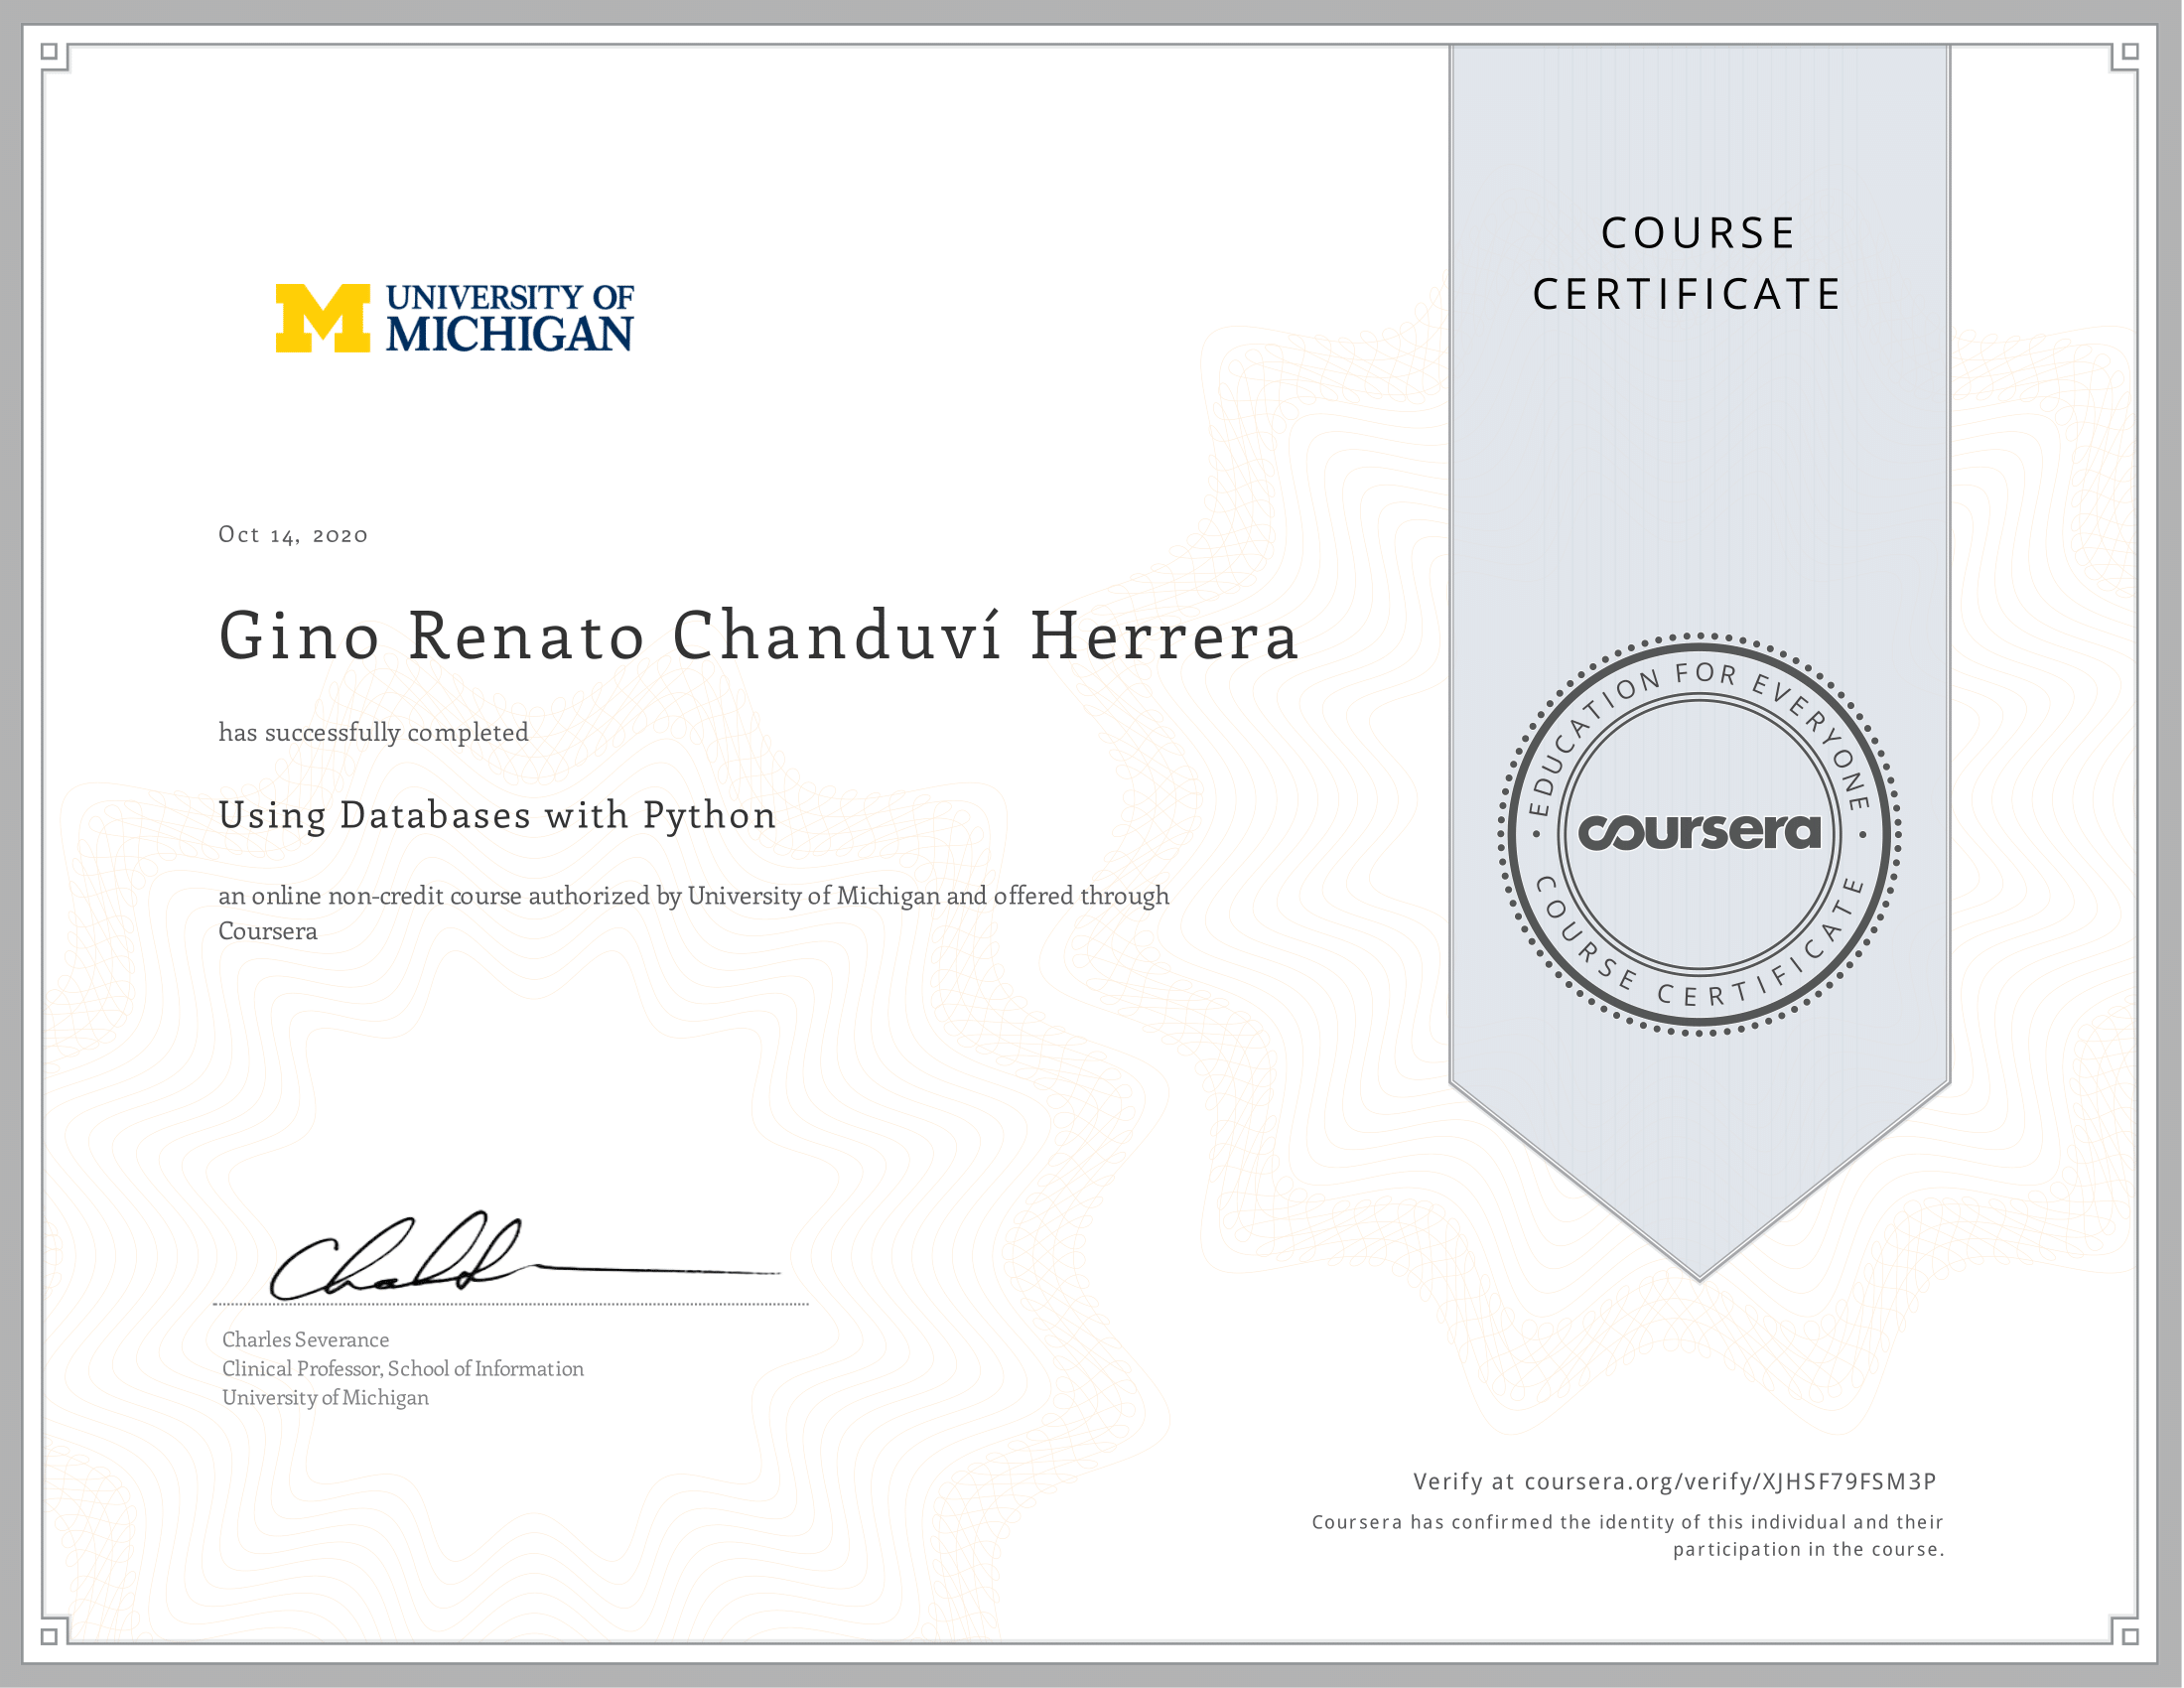 COURSE
CERTIFICATE
UNIVERSITY OF
MICHIGAN
Oct 14, 2020
Gino Renato Chanduví Herrera
has successfully completed
Using Databases with Python
an online non-credit course authorized by University of Michigan and offered through
Coursera
EDUCATION FOR EVERYONE
coursera
COURSE CERTIFICATE
Charles Severance
Clinical Professor, School of Information
University of Michigan
Verify at coursera.org/verify/XJHSF79FSM3P
Coursera has confirmed the identity of this individual and their
participation in the course.